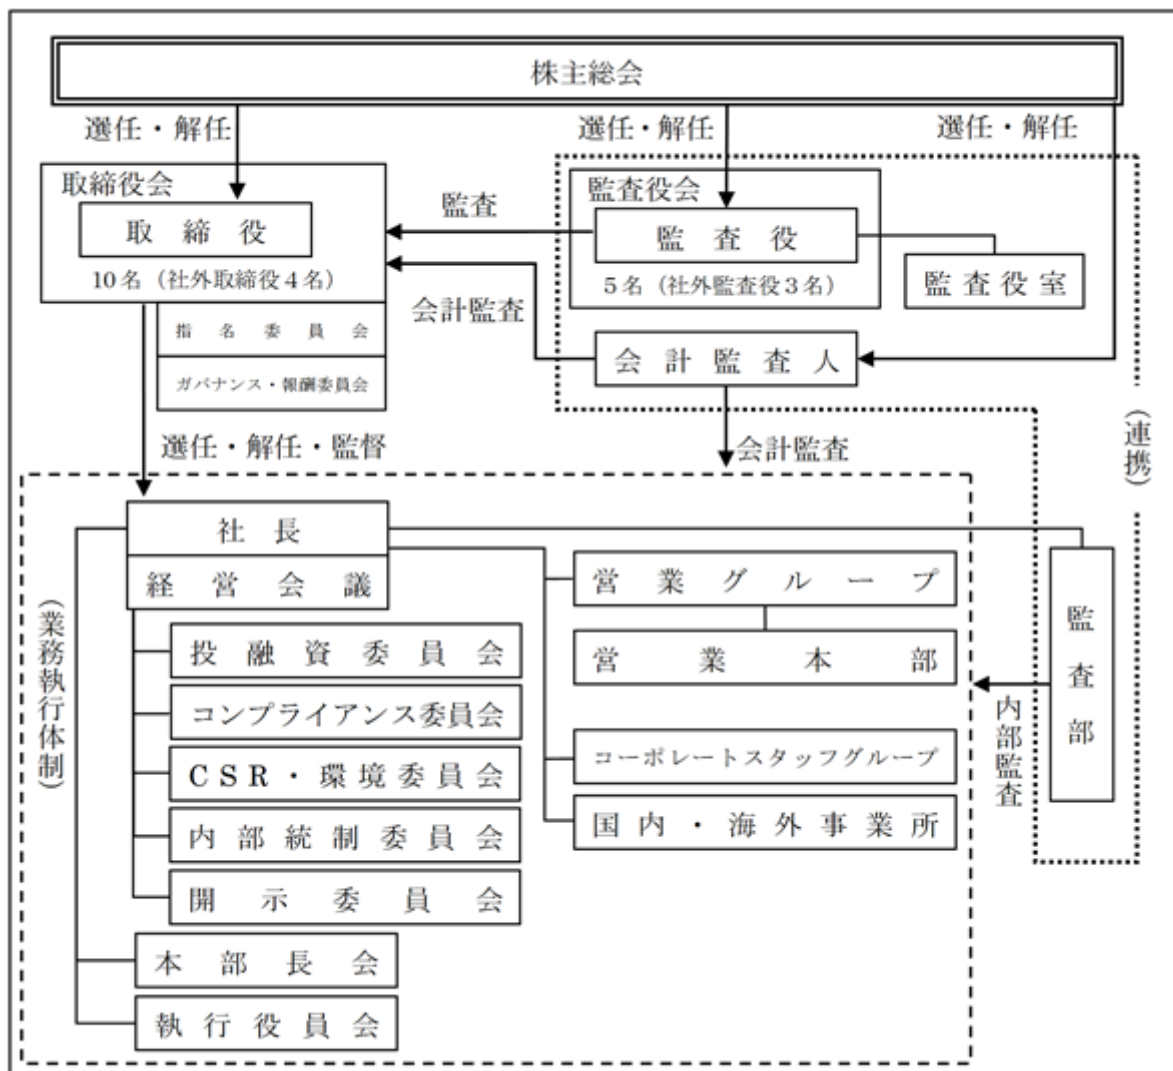 株主総会
選任・解任
選任・解任
選任・解任
取締役会
取締役
10名（社外取締役4名）
指名委員会
ガバナンス・報酬委員会
監査
会計監査
監査役会
監査役
5名（社外監査役3名）
監査役室
会計監査人
（連携）
選任・解任・監督
会計監査
（業務執行体制）
社長
経営会議
投融資委員会
コンプライアンス委員会
CSR・環境委員会
内部統制委員会
開示委員会
本部長会
執行役員会
営業グループ
営業本部
コーポレートスタッフグループ
国内・海外事業所
内部監査
監査部